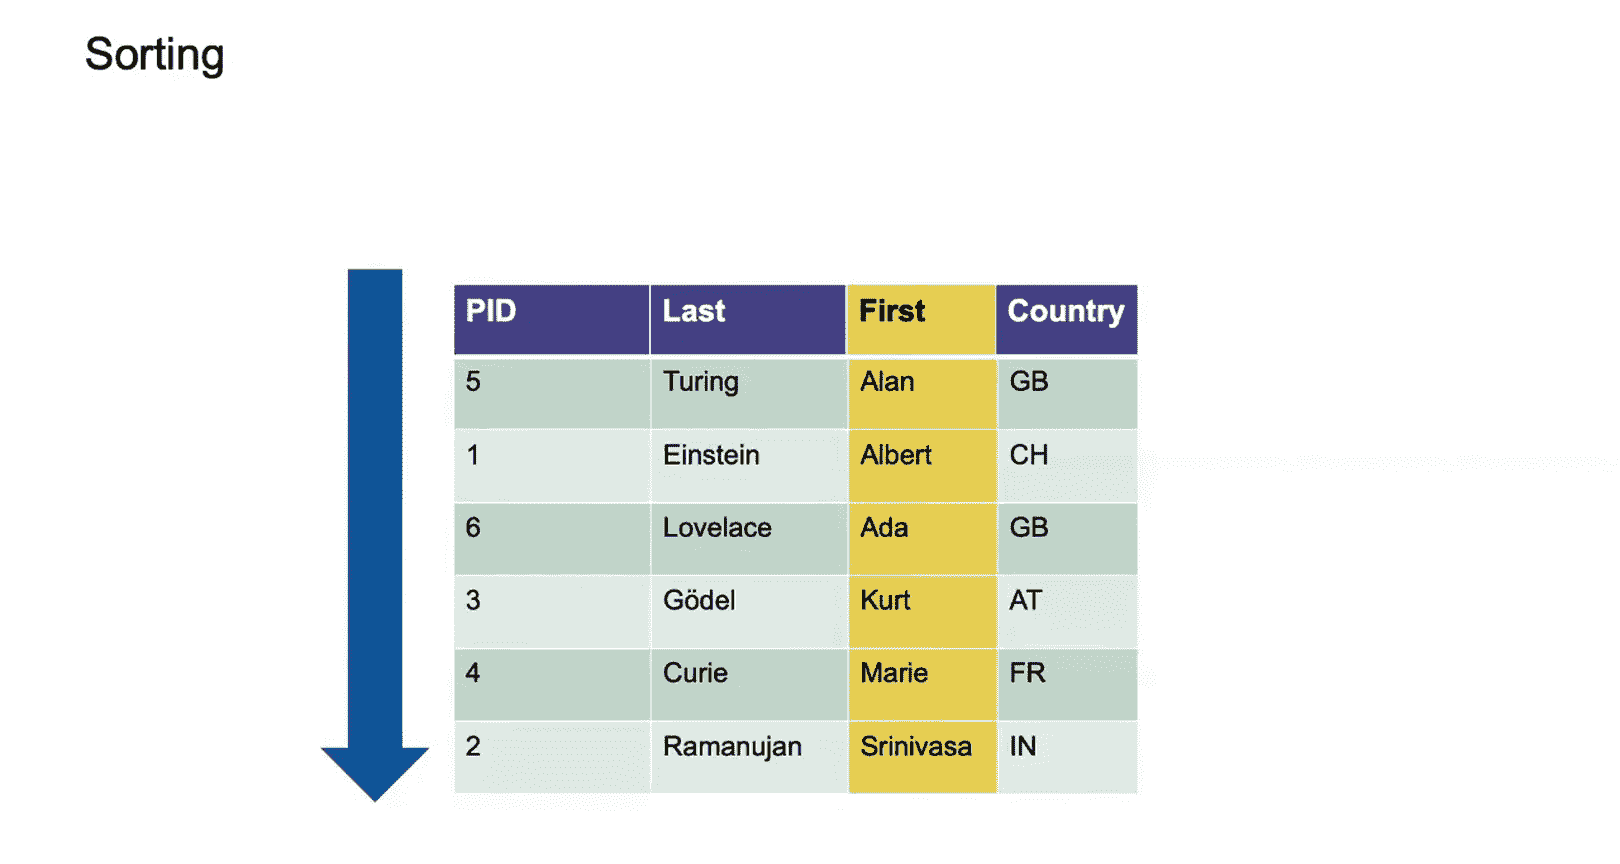 Sorting
PID Last First Country
5 Turing Alan GB
1 Einstein Albert CH
6 Lovelace Ada GB
3 Gödel Kurt AT
4 Curie Marie FR
2 Ramanujan Srinivasa IN